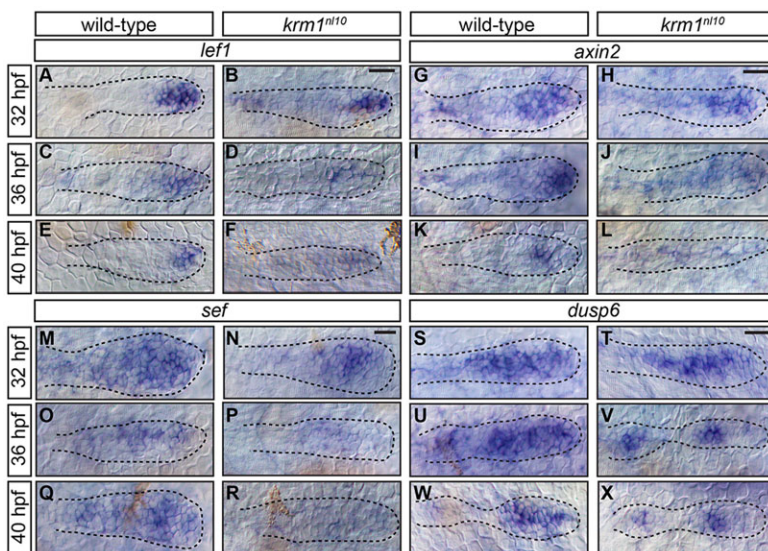 wild-type krm1nl10 wild-type krm1nl10
lef1 axin2
32 hpf A B G H
36 hpf C D I J
40 hpf E F K L
sef dusp6
32 hpf M N S T
36 hpf O P U V
40 hpf Q R W X